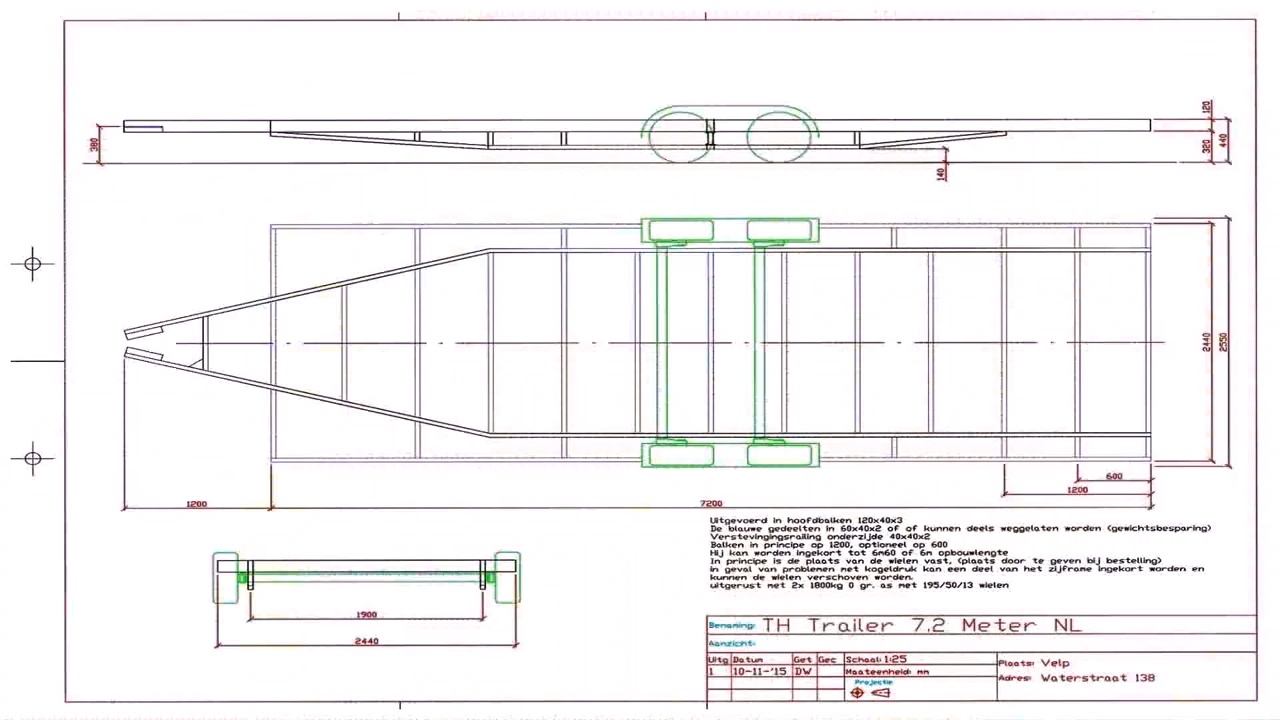 120
380
320
440
140
2440
2550
600
1200
1200
7200
Uitgevoerd in hoofdbalken 120x40x3
De blauwe gedeelten in 60x40x2 of of kunnen deels weggelaten worden (gewichtsbesparing)
Verstevingingsrailing onderzijde 40x40x2
Balken in principe op 1200, optioneel op 600
Hij kan worden ingekort tot 6m60 of 6m opbouwlengte
In principe is de plaats van de wielen vast, (plaats door te geven bij bestelling)
in geval van problemen met kogeldruk kan een deel van het zijframe ingekort worden en
kunnen de wielen verschoven worden.
uitgerust met 2x 1800kg 0 gr. as met 195/50/13 wielen
1900
2440
Benaming: TH Trailer 7,2 Meter NL
Aanzicht:
Uitg Datum Get Gec Schaal: 1:25
1 10-11-'15 DW Maateenheid: mm
Projectie
Plaats: Velp
Adres: Waterstraat 13B